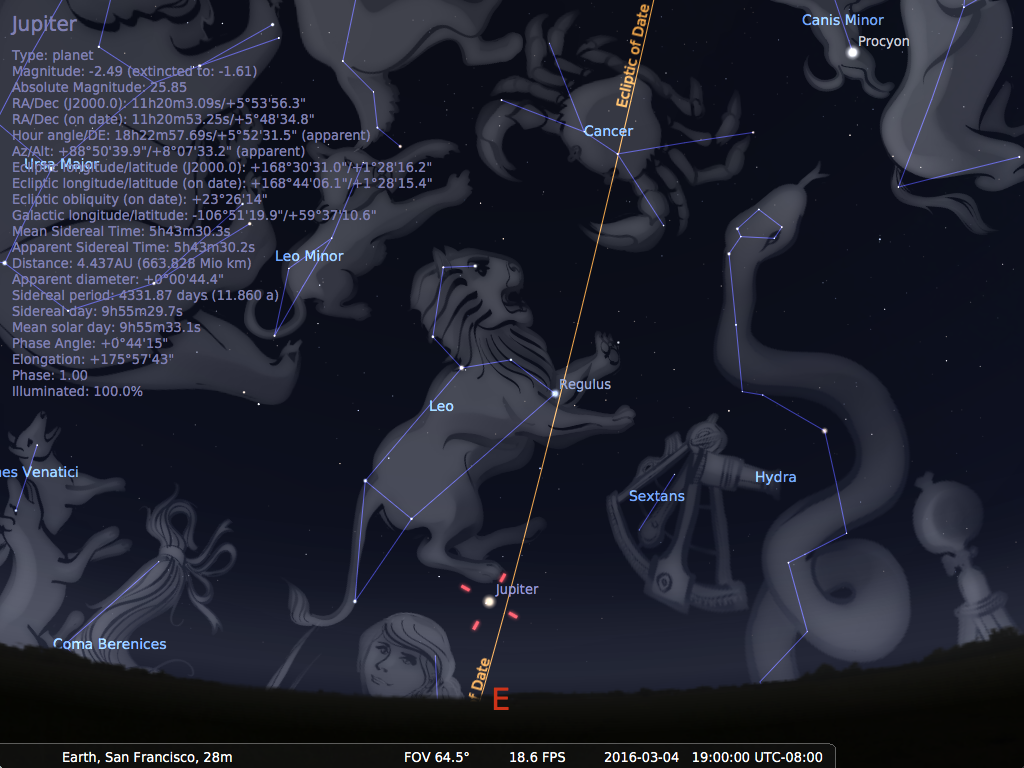 Jupiter
Type: planet
Magnitude: -2.49 (extincted to: -1.61)
Absolute Magnitude: 25.85
RA/Dec (J2000.0): 11h20m3.09s/+5°53'56.3"
RA/Dec (on date): 11h20m53.25s/+5°48'34.8"
Hour angle/DE: 18h22m57.69s/+5°52'31.5" (apparent)
Az/Alt: +88°50'39.9"/+8°07'33.2" (apparent)
Ecliptic longitude/latitude (J2000.0): +168°30'31.0"/+1°28'16.2"
Ecliptic longitude/latitude (on date): +168°44'06.1"/+1°28'15.4"
Ecliptic obliquity (on date): +23°26'14"
Galactic longitude/latitude: -106°51'19.9"/+59°37'10.6"
Mean Sidereal Time: 5h43m30.3s
Apparent Sidereal Time: 5h43m30.2s
Distance: 4.437AU (663.828 Mio km)
Apparent diameter: +0°00'44.4"
Sidereal period: 4331.87 days (11.860 a)
Sidereal day: 9h55m29.7s
Mean solar day: 9h55m33.1s
Phase Angle: +0°44'15"
Elongation: +175°57'43"
Phase: 1.00
Illuminated: 100.0%
Canis Minor
Procyon
Ecliptic of Date
Cancer
Ursa Major
Leo Minor
Regulus
Leo
nes Venatici
Hydra
Sextans
Jupiter
Coma Berenices
f Date
E
Earth, San Francisco, 28m
FOV 64.5°
18.6 FPS
2016-03-04 19:00:00 UTC-08:00